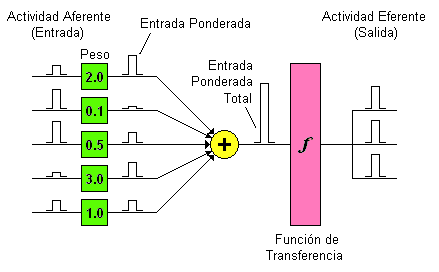 Actividad Aferente
(Entrada)
Entrada Ponderada
Actividad Eferente
(Salida)
Peso
2.0
0.1
0.5
3.0
1.0
+
Entrada
Ponderada
Total
f
Función de
Transferencia